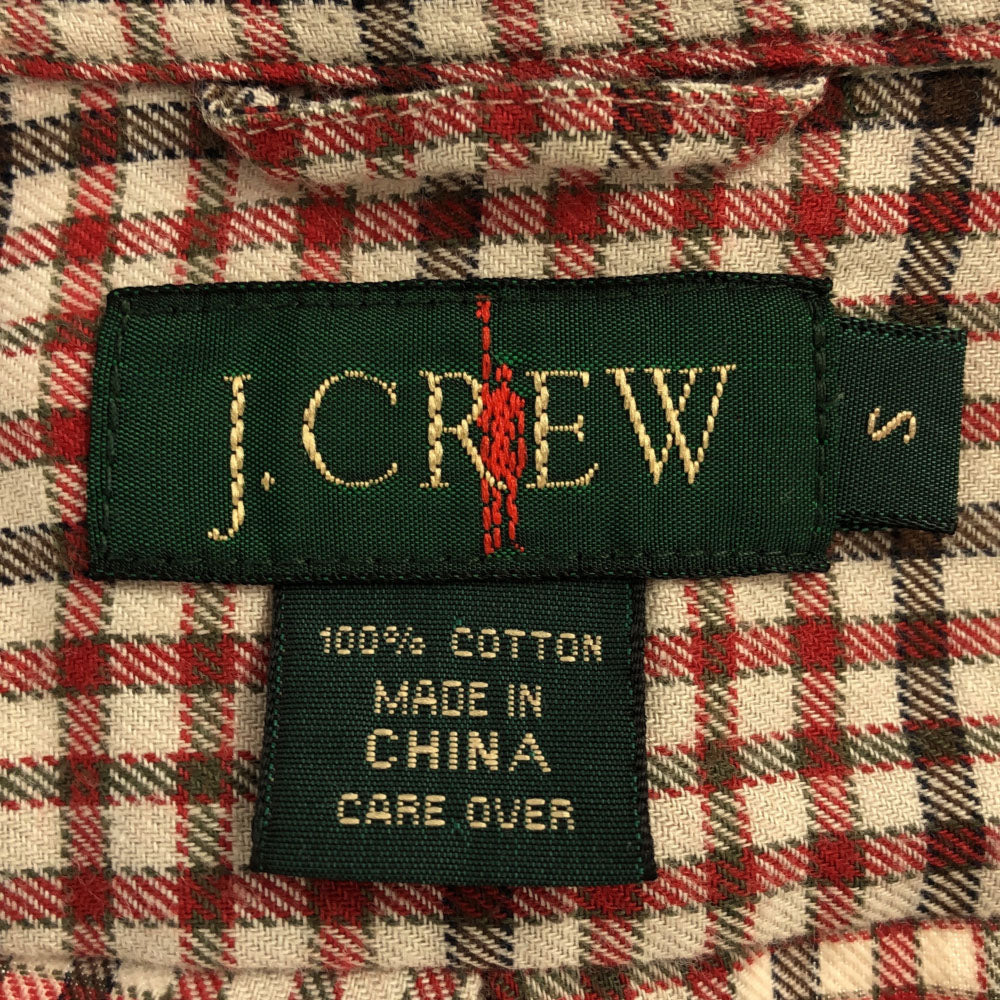 J.CREW
S
100% COTTON
MADE IN
CHINA
CARE OVER